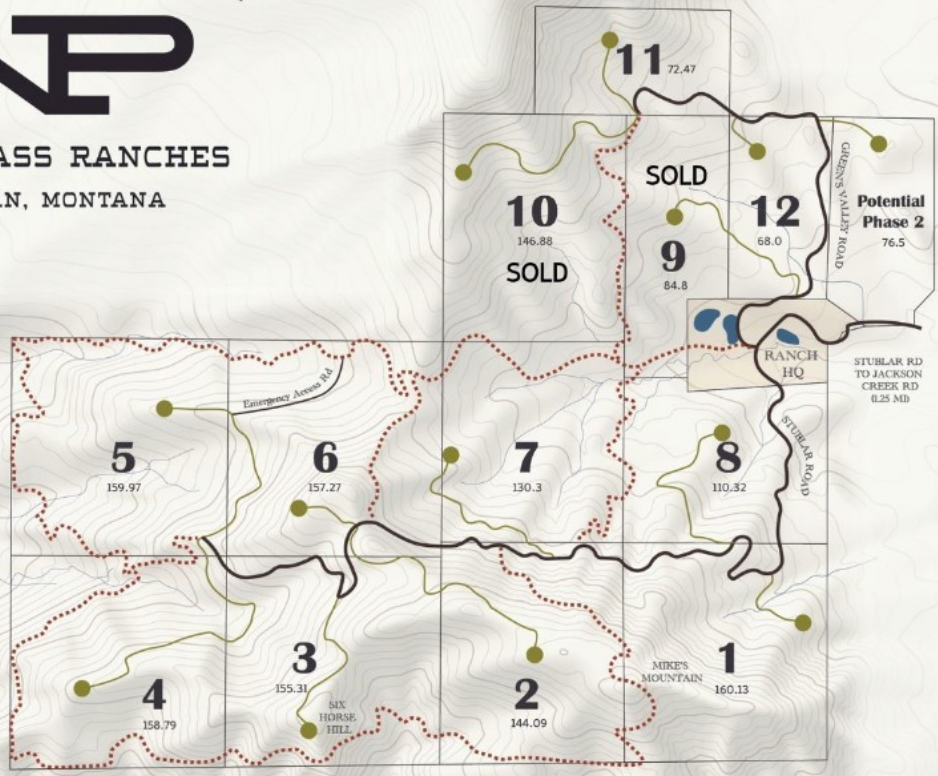 P
ASS RANCHES
N, MONTANA
11
72.47
SOLD
10
146.88
SOLD
9
84.8
12
68.0
GREEN'S VALLEY ROAD
Potential
Phase 2
76.5
RANCH
HQ
STUBLAR RD
TO JACKSON
CREEK RD
(1.25 MI)
STUBLAR ROAD
Emergency Access Rd
5
159.97
6
157.27
7
130.3
8
110.32
4
158.79
3
155.31
SIX
HORSE
HILL
2
144.09
MIKE'S
MOUNTAIN
1
160.13